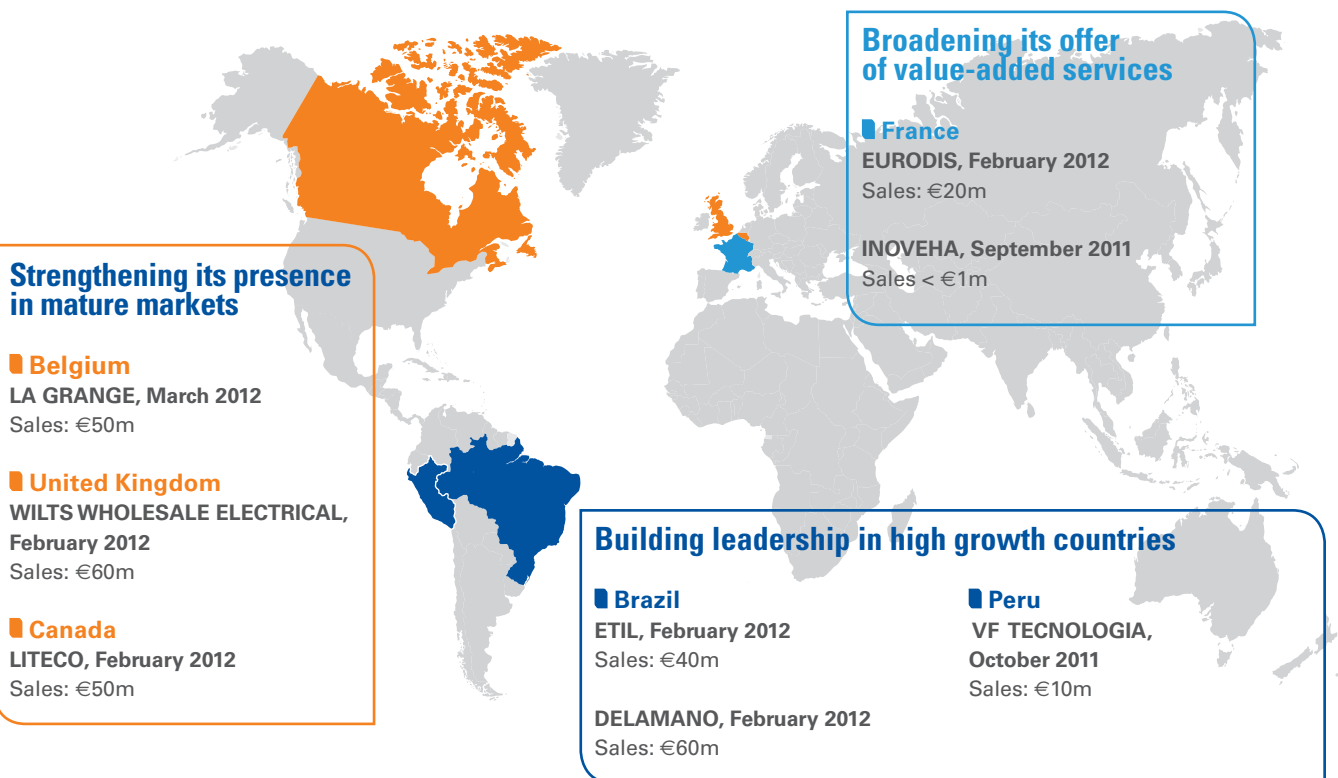 Broadening its offer
of value-added services
France
EURODIS, February 2012
Sales: €20m
INOVEHA, September 2011
Sales < €1m
Strengthening its presence
in mature markets
Belgium
LA GRANGE, March 2012
Sales: €50m
United Kingdom
WILTS WHOLESALE ELECTRICAL,
February 2012
Sales: €60m
Canada
LITECO, February 2012
Sales: €50m
Building leadership in high growth countries
Brazil
ETIL, February 2012
Sales: €40m
DELAMANO, February 2012
Sales: €60m
Peru
VF TECNOLOGIA,
October 2011
Sales: €10m